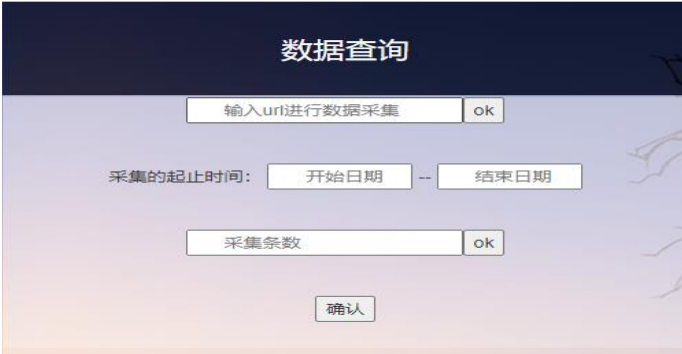 数据查询
输入url进行数据采集 ok
采集的起止时间： 开始日期 -- 结束日期
采集条数 ok
确认